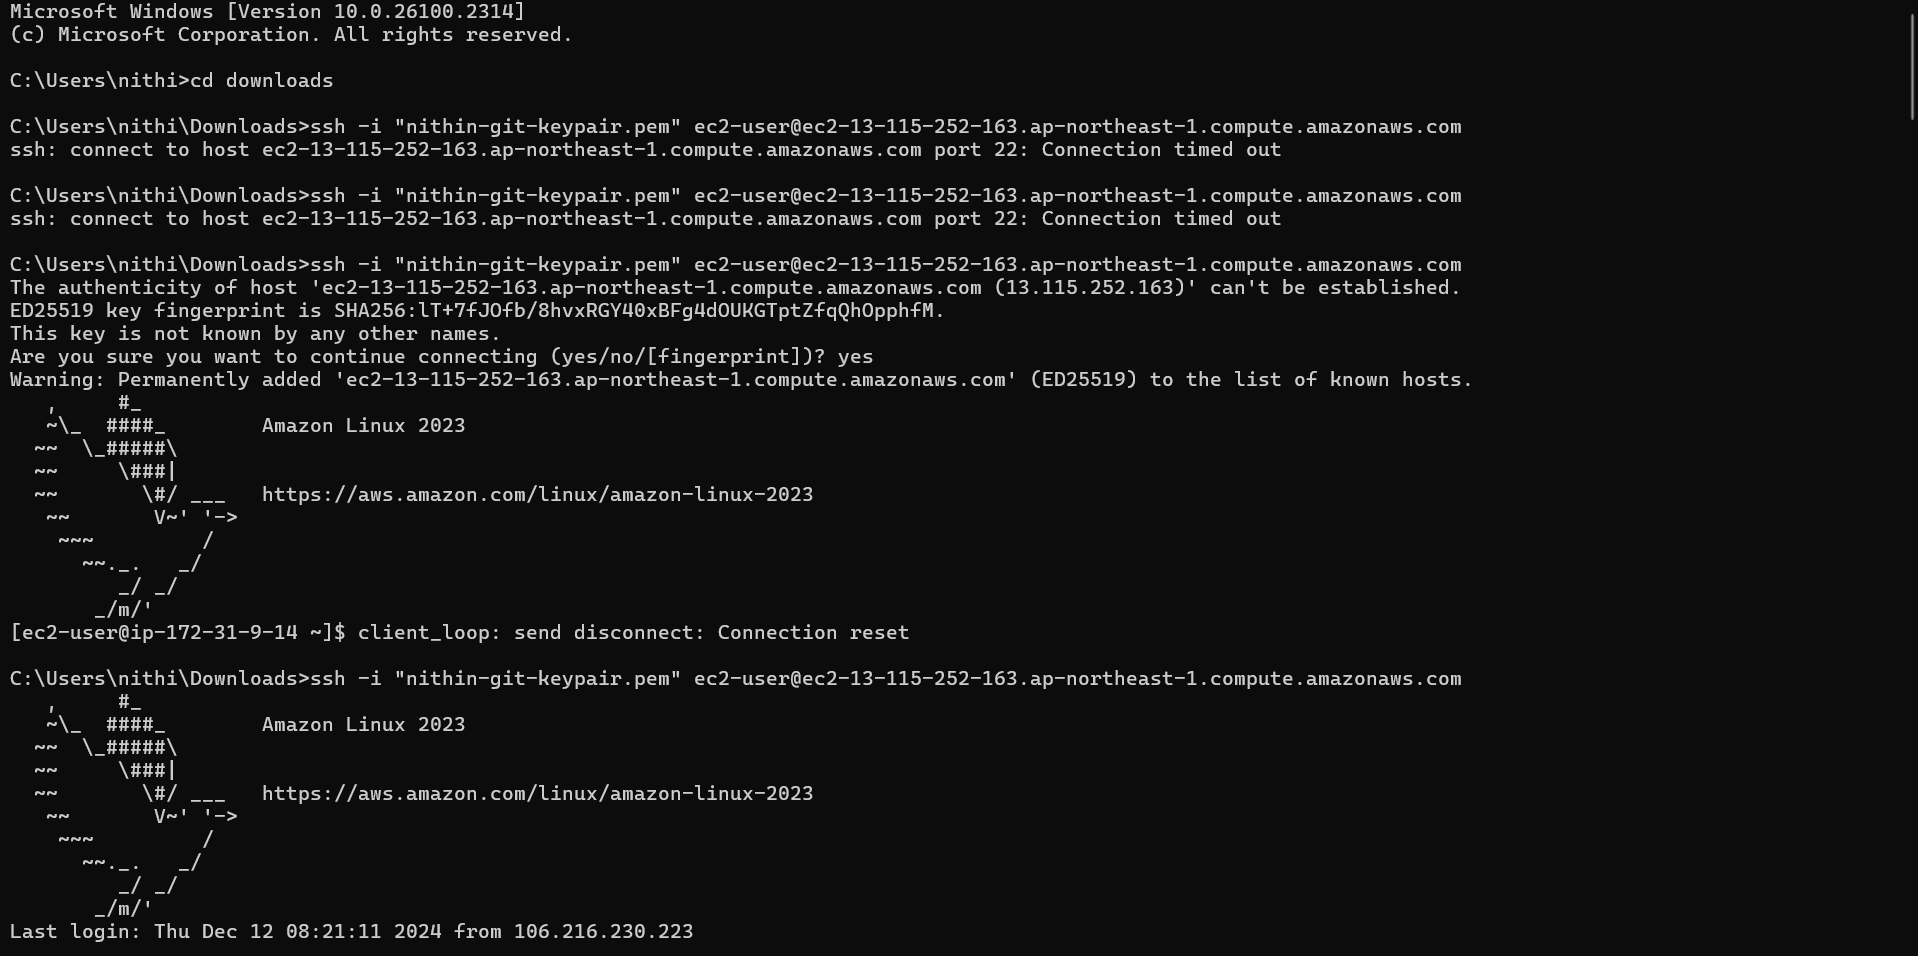 Microsoft Windows [Version 10.0.26100.2314]
(c) Microsoft Corporation. All rights reserved.

C:\Users\nithi>cd downloads

C:\Users\nithi\Downloads>ssh -i "nithin-git-keypair.pem" ec2-user@ec2-13-115-252-163.ap-northeast-1.compute.amazonaws.com
ssh: connect to host ec2-13-115-252-163.ap-northeast-1.compute.amazonaws.com port 22: Connection timed out

C:\Users\nithi\Downloads>ssh -i "nithin-git-keypair.pem" ec2-user@ec2-13-115-252-163.ap-northeast-1.compute.amazonaws.com
ssh: connect to host ec2-13-115-252-163.ap-northeast-1.compute.amazonaws.com port 22: Connection timed out

C:\Users\nithi\Downloads>ssh -i "nithin-git-keypair.pem" ec2-user@ec2-13-115-252-163.ap-northeast-1.compute.amazonaws.com
The authenticity of host 'ec2-13-115-252-163.ap-northeast-1.compute.amazonaws.com (13.115.252.163)' can't be established.
ED25519 key fingerprint is SHA256:lT+7fJOfb/8hvxRGY40xBFg4dOUKGTptZfqQhOpphfM.
This key is not known by any other names.
Are you sure you want to continue connecting (yes/no/[fingerprint])? yes
Warning: Permanently added 'ec2-13-115-252-163.ap-northeast-1.compute.amazonaws.com' (ED25519) to the list of known hosts.
   ,     #_
   ~\_  ####_        Amazon Linux 2023
  ~~  \_#####\
  ~~     \###|
  ~~       \#/ ___   https://aws.amazon.com/linux/amazon-linux-2023
   ~~       V~' '->
    ~~~         /
      ~~._.   _/
         _/ _/
       _/m/'
[ec2-user@ip-172-31-9-14 ~]$ client_loop: send disconnect: Connection reset

C:\Users\nithi\Downloads>ssh -i "nithin-git-keypair.pem" ec2-user@ec2-13-115-252-163.ap-northeast-1.compute.amazonaws.com
   ,     #_
   ~\_  ####_        Amazon Linux 2023
  ~~  \_#####\
  ~~     \###|
  ~~       \#/ ___   https://aws.amazon.com/linux/amazon-linux-2023
   ~~       V~' '->
    ~~~         /
      ~~._.   _/
         _/ _/
       _/m/'
Last login: Thu Dec 12 08:21:11 2024 from 106.216.230.223